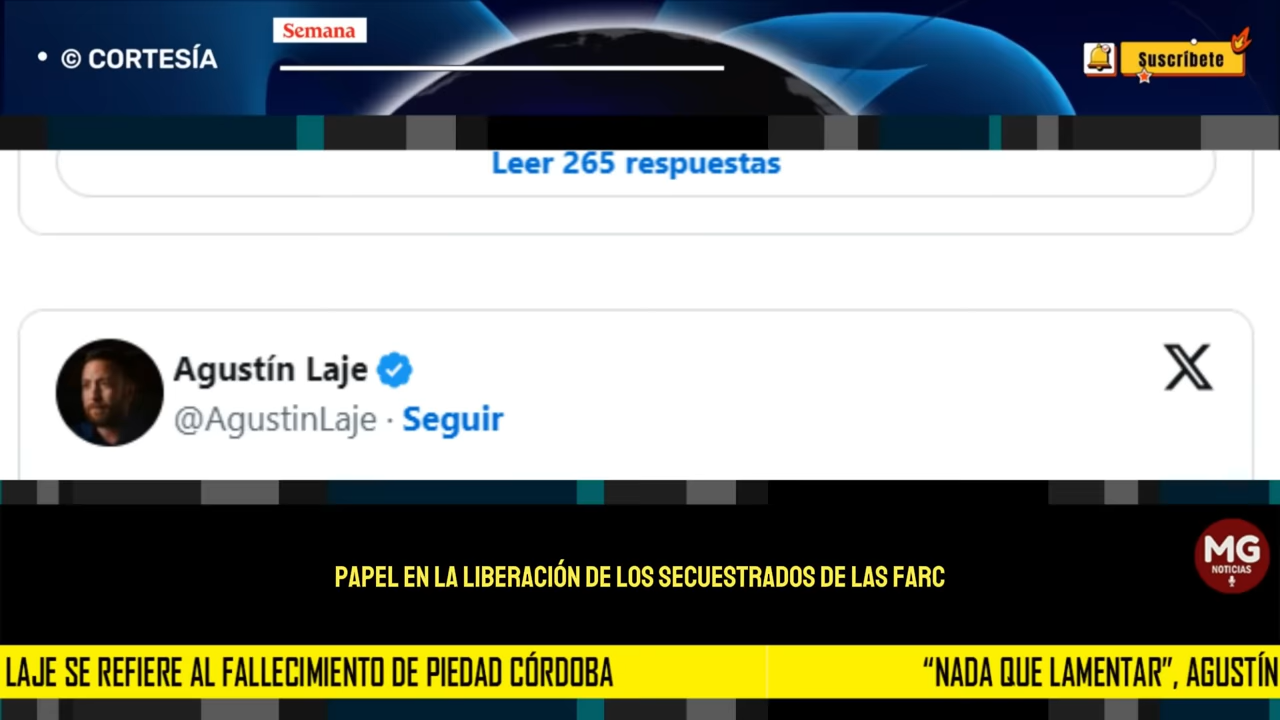 Semana
• © CORTESÍA
Suscríbete
Leer 265 respuestas
Agustín Laje
@AgustinLaje · Seguir
PAPEL EN LA LIBERACIÓN DE LOS SECUESTRADOS DE LAS FARC
MG
NOTICIAS
LAJE SE REFIERE AL FALLECIMIENTO DE PIEDAD CÓRDOBA “NADA QUE LAMENTAR”, AGUSTÍN